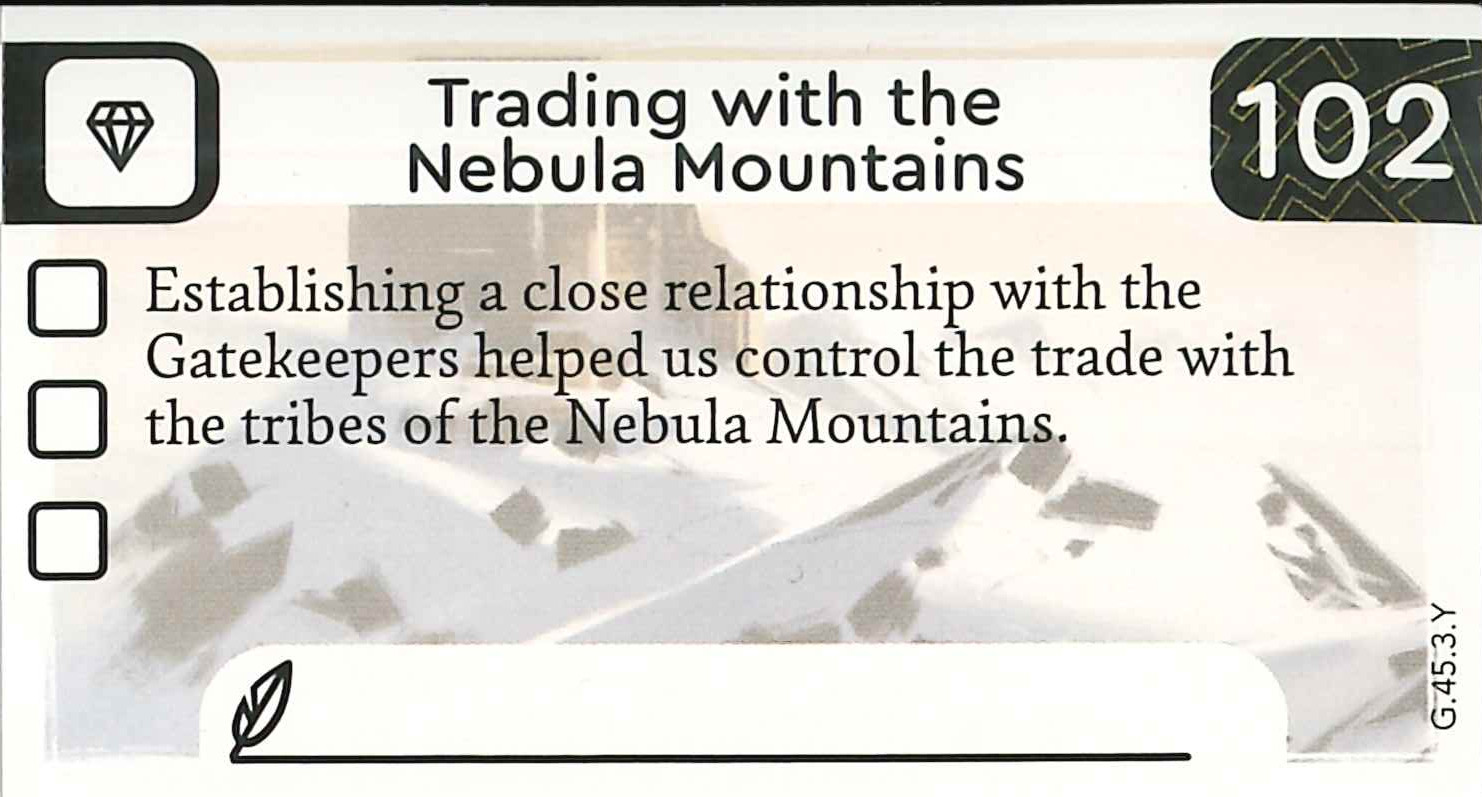 Trading with the
Nebula Mountains
102
Establishing a close relationship with the
Gatekeepers helped us control the trade with
the tribes of the Nebula Mountains.
G.45.3.Y